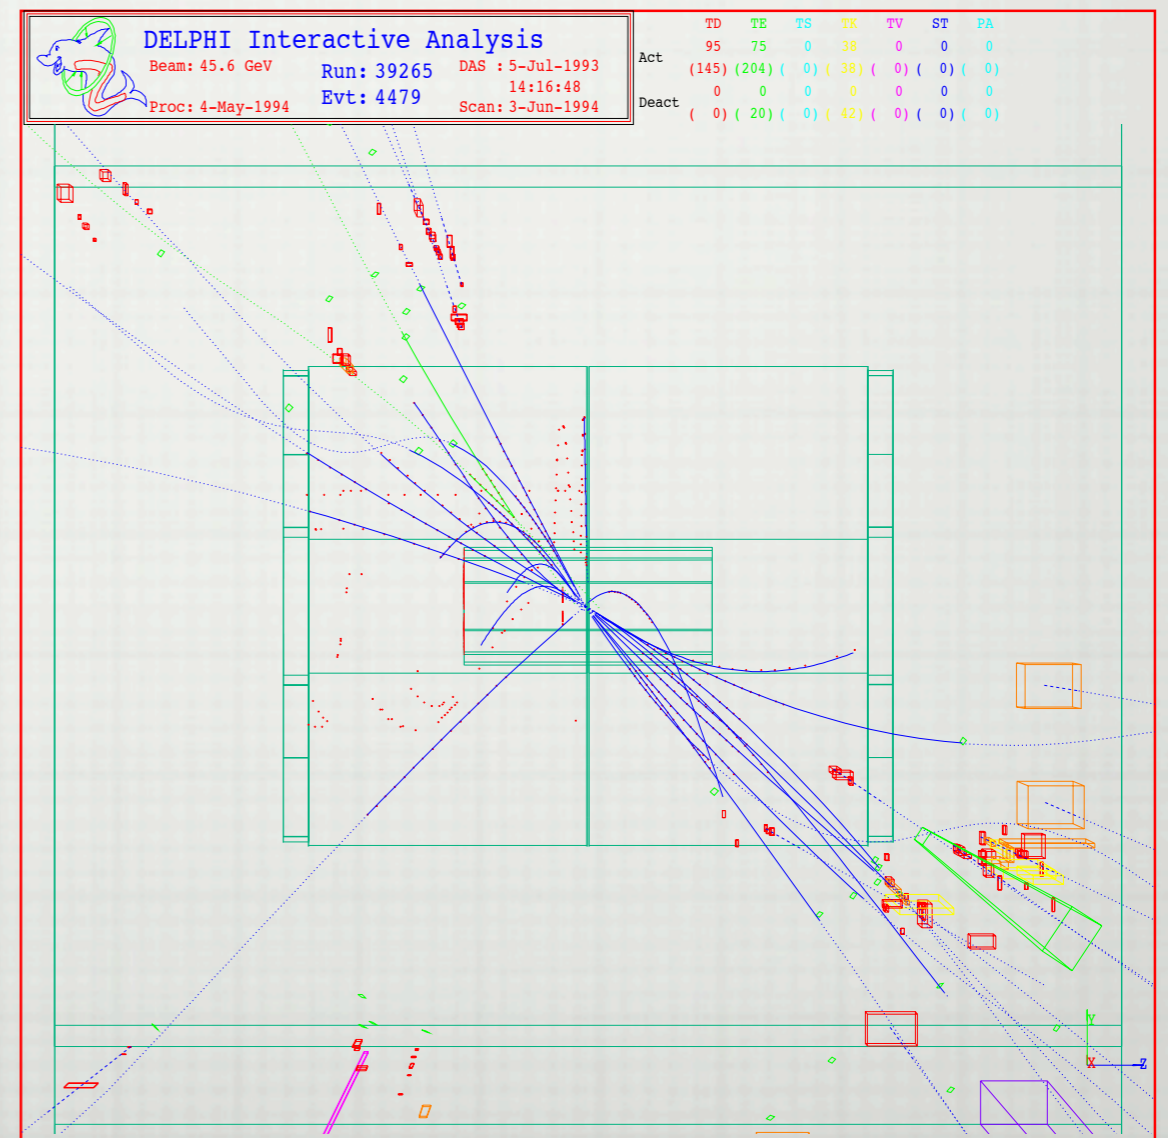 DELPHI Interactive Analysis
Beam: 45.6 GeV Run: 39265 DAS : 5-Jul-1993
14:16:48
Proc: 4-May-1994 Evt: 4479 Scan: 3-Jun-1994
TD TE TS TK TV ST PA
Act 95 75 0 38 0 0 0
(145) (204) ( 0) ( 38) ( 0) ( 0) ( 0)
Deact 0 0 0 0 0 0 0
( 0) ( 20) ( 0) ( 42) ( 0) ( 0) ( 0)
Y
X Z